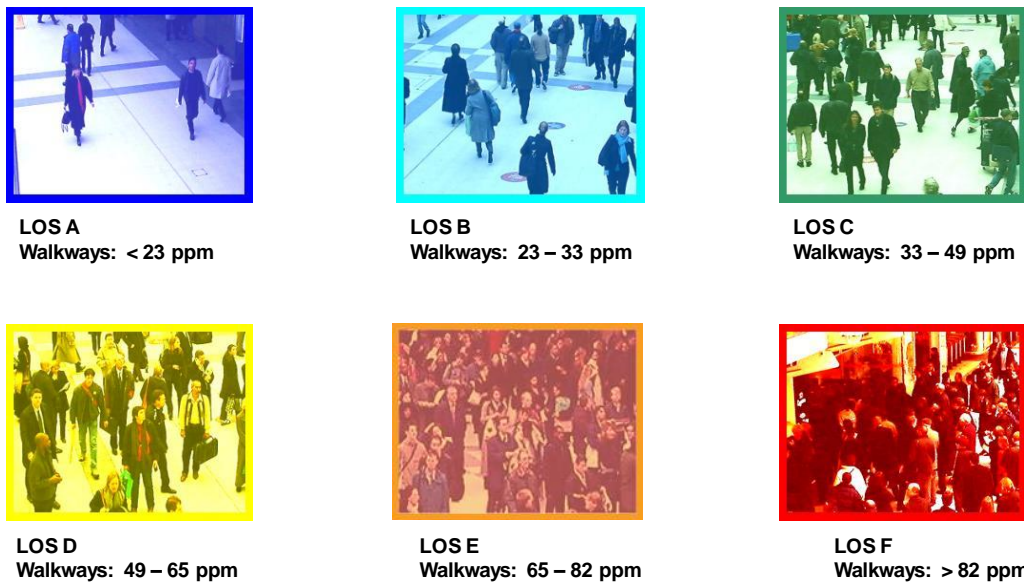 LOS A
Walkways: < 23 ppm
LOS B
Walkways: 23 – 33 ppm
LOS C
Walkways: 33 – 49 ppm
LOS D
Walkways: 49 – 65 ppm
LOS E
Walkways: 65 – 82 ppm
LOS F
Walkways: > 82 ppm